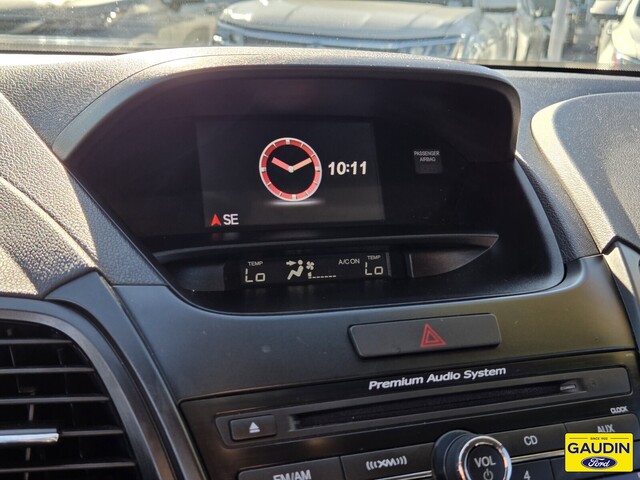 10:11
PASSENGER
AIRBAG
SE
TEMP
Lo
A/C ON
TEMP
Lo
Premium Audio System
CLOCK
CD
AUX
FM/AM
((XM))
VOL
4
SINCE 1922
GAUDIN
Ford